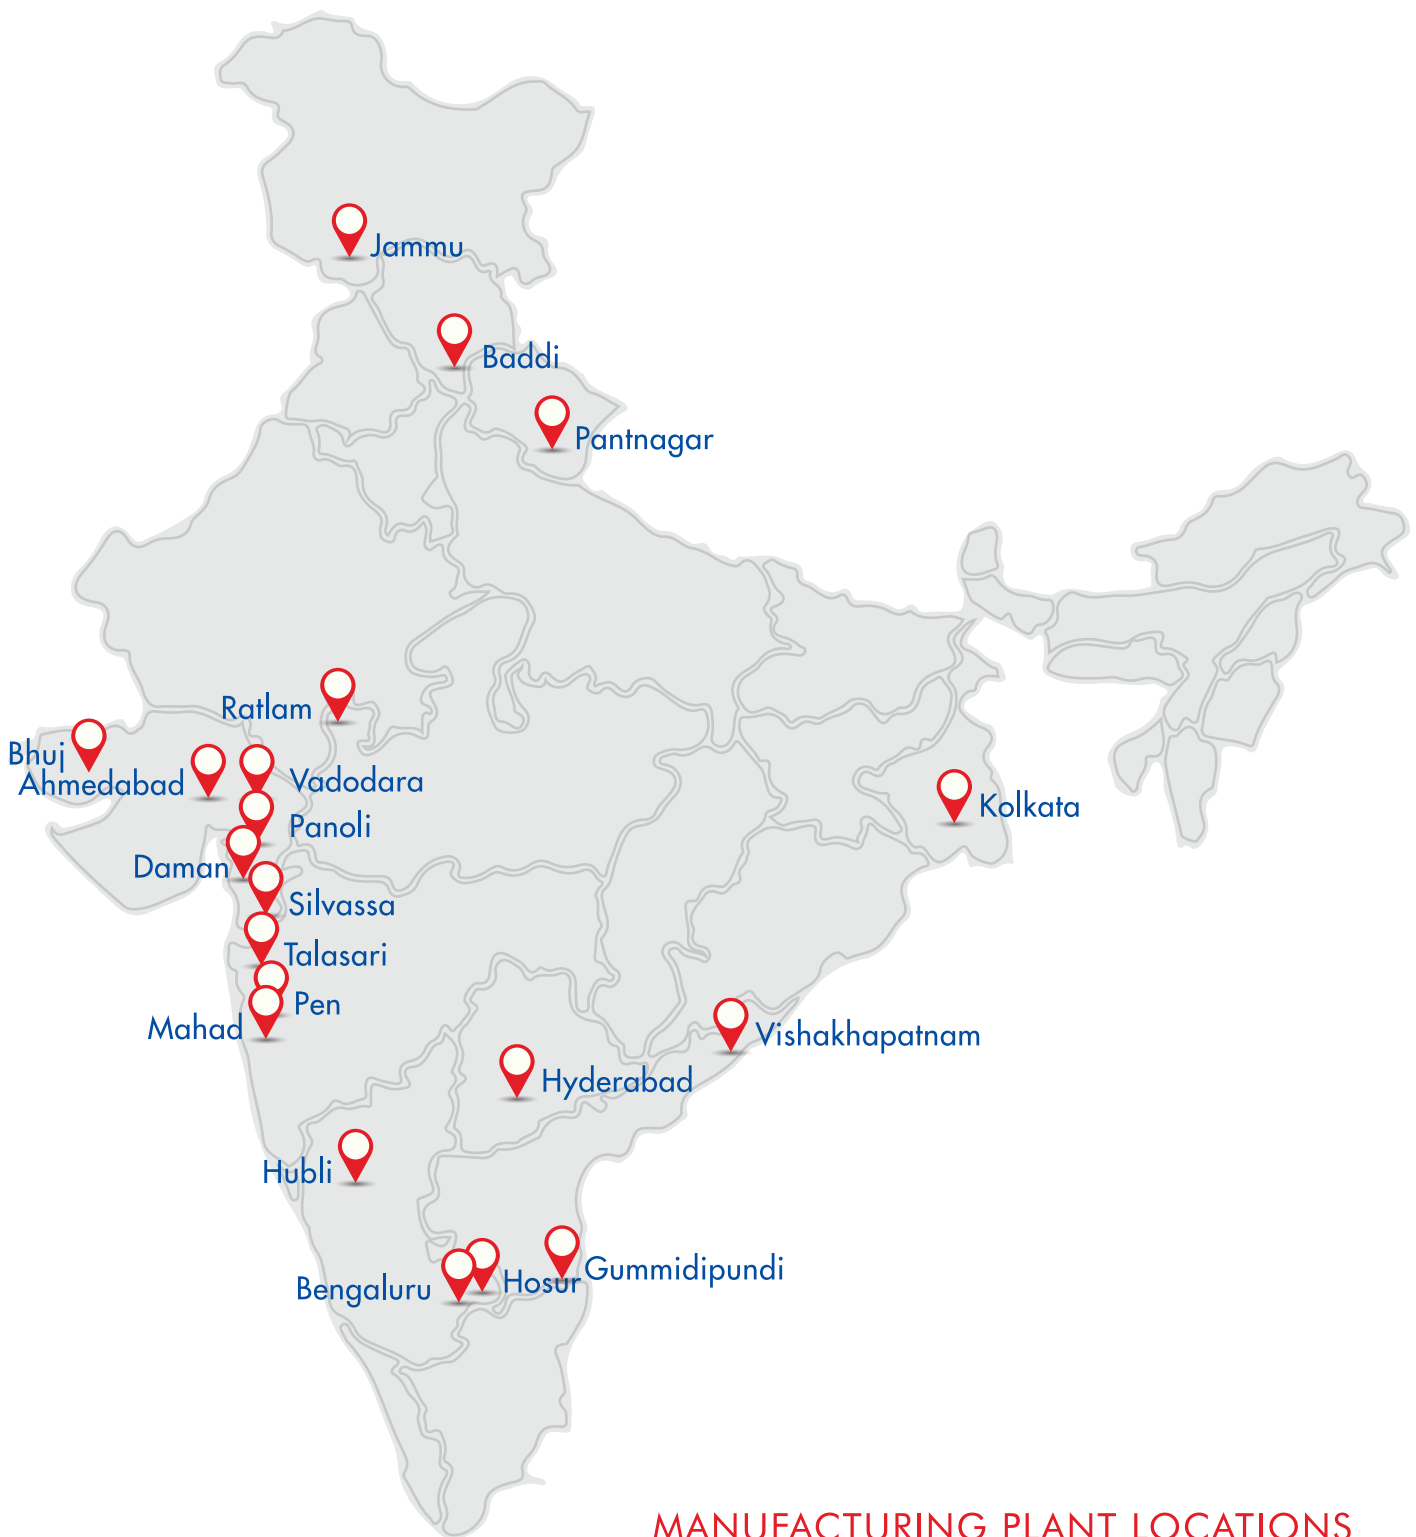 Jammu
Baddi
Pantnagar
Ratlam
Bhuj
Ahmedabad
Vadodara
Kolkata
Panoli
Daman
Silvassa
Talasari
Pen
Mahad
Vishakhapatnam
Hyderabad
Hubli
Gummidipundi
Hosur
Bengaluru
MANUFACTURING PLANT LOCATIONS